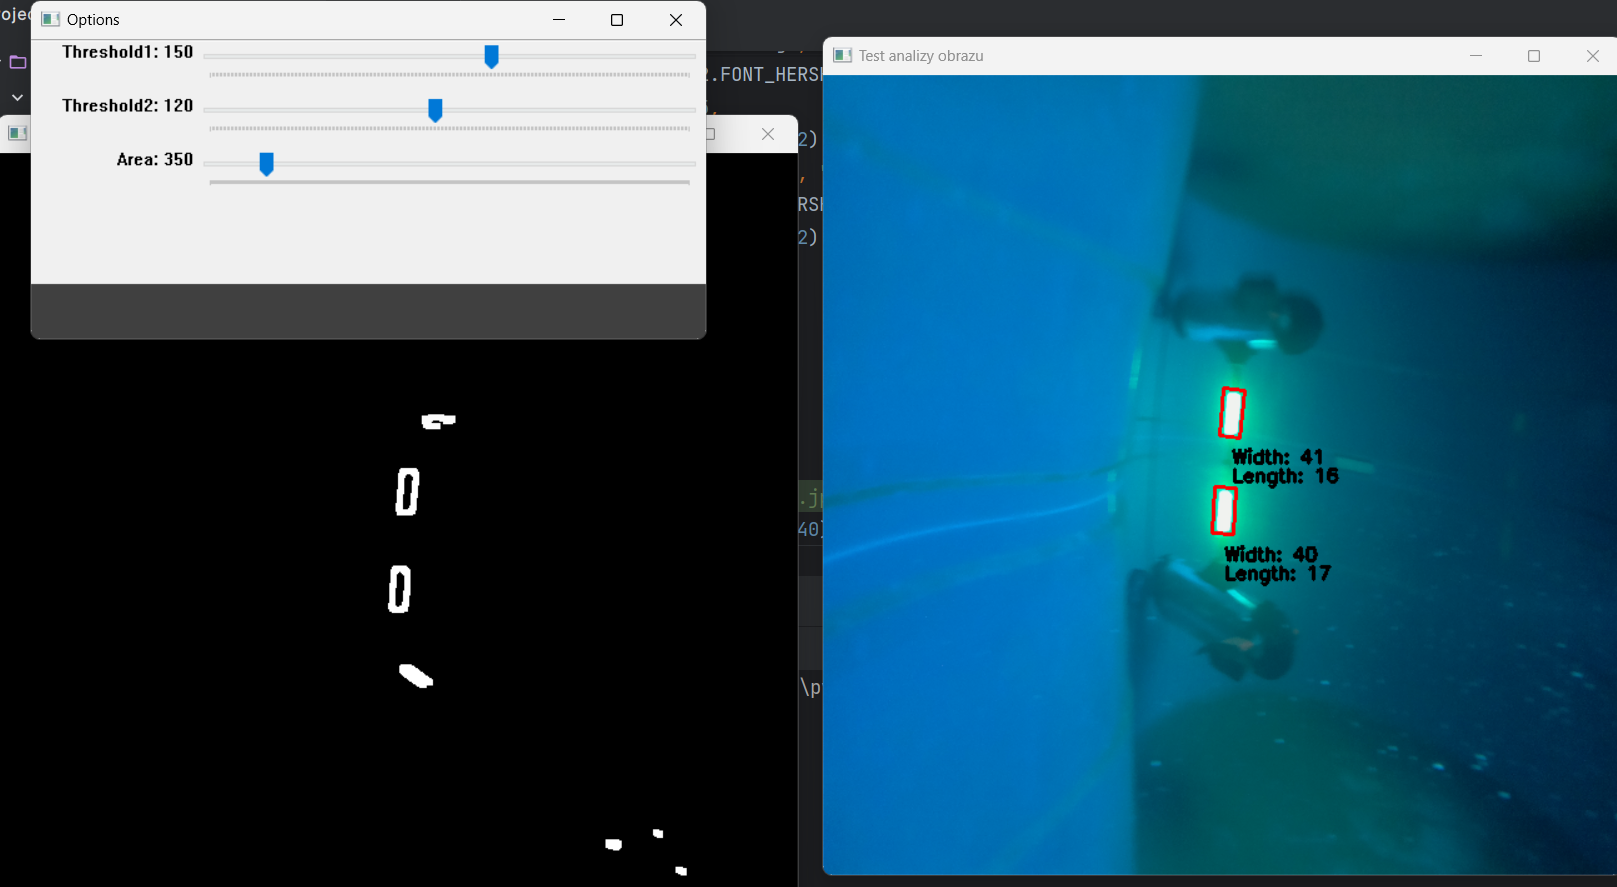 Options
Threshold1: 150
Threshold2: 120
Area: 350
.FONT_HERS
2)
,
RS
2)
.j
40
\p
Test analizy obrazu
Width: 41
Length: 16
Width: 40
Length: 17